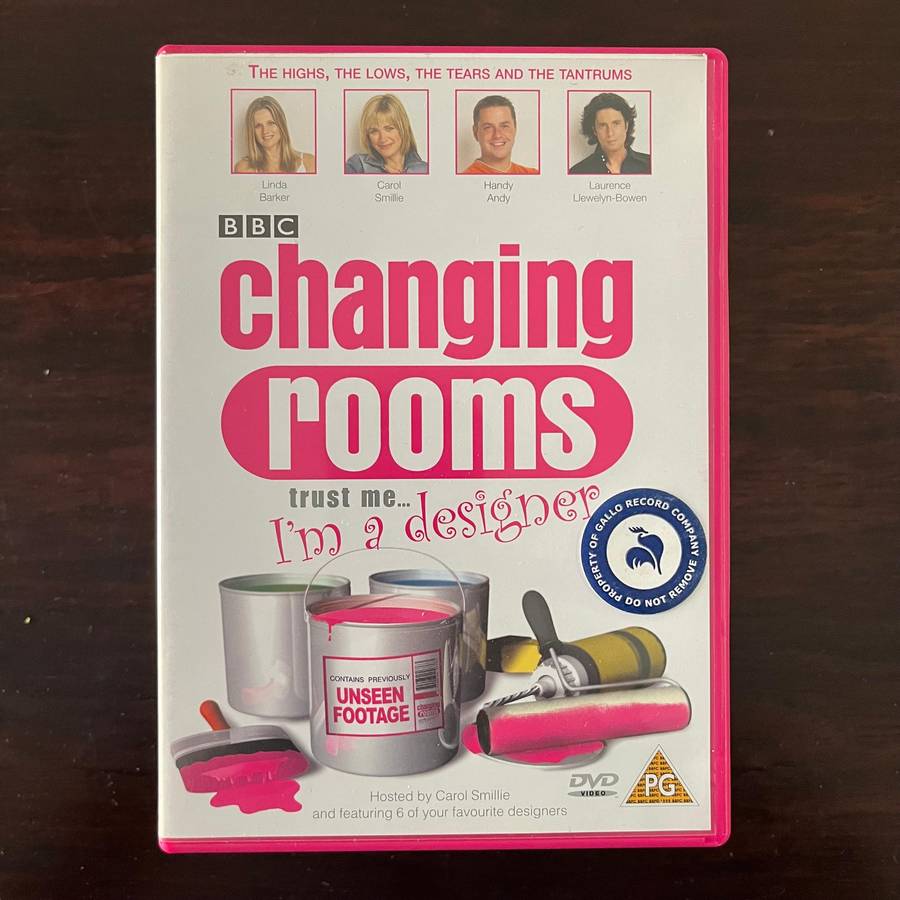 THE HIGHS, THE LOWS, THE TEARS AND THE TANTRUMS
Linda Barker
Carol Smillie
Handy Andy
Laurence Llewelyn-Bowen
BBC
changing
rooms
trust me...
I'm a designer
PROPERTY OF GALLO RECORD COMPANY
DO NOT REMOVE
CONTAINS PREVIOUSLY
UNSEEN
FOOTAGE
changing
rooms
DVD
VIDEO
PG
Hosted by Carol Smillie
and featuring 6 of your favourite designers